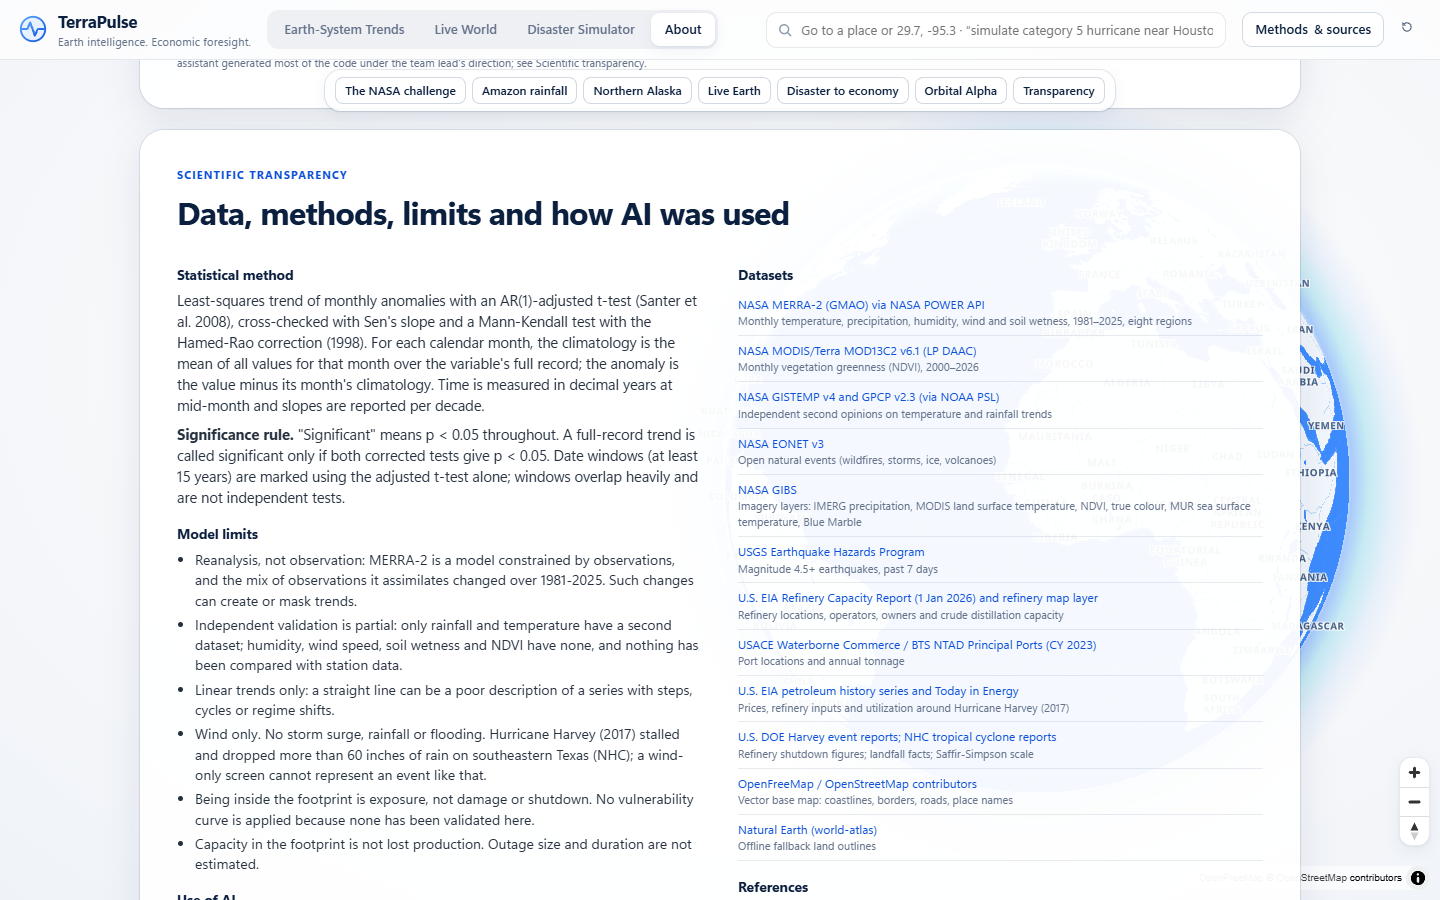 TerraPulse
Earth intelligence. Economic foresight.
Earth-System Trends
Live World
Disaster Simulator
About
Go to a place or 29.7, -95.3 · "simulate category 5 hurricane near Housto
Methods & sources
assistant generated most of the code under the team lead's direction; see Scientific transparency.
The NASA challenge
Amazon rainfall
Northern Alaska
Live Earth
Disaster to economy
Orbital Alpha
Transparency
SCIENTIFIC TRANSPARENCY
Data, methods, limits and how AI was used
Statistical method
Least-squares trend of monthly anomalies with an AR(1)-adjusted t-test (Santer et
al. 2008), cross-checked with Sen's slope and a Mann-Kendall test with the
Hamed-Rao correction (1998). For each calendar month, the climatology is the
mean of all values for that month over the variable's full record; the anomaly is
the value minus its month's climatology. Time is measured in decimal years at
mid-month and slopes are reported per decade.
Significance rule. "Significant" means p < 0.05 throughout. A full-record trend is
called significant only if both corrected tests give p < 0.05. Date windows (at least
15 years) are marked using the adjusted t-test alone; windows overlap heavily and
are not independent tests.
Model limits
• Reanalysis, not observation: MERRA-2 is a model constrained by observations,
and the mix of observations it assimilates changed over 1981-2025. Such changes
can create or mask trends.
• Independent validation is partial: only rainfall and temperature have a second
dataset; humidity, wind speed, soil wetness and NDVI have none, and nothing has
been compared with station data.
• Linear trends only: a straight line can be a poor description of a series with steps,
cycles or regime shifts.
• Wind only. No storm surge, rainfall or flooding. Hurricane Harvey (2017) stalled
and dropped more than 60 inches of rain on southeastern Texas (NHC); a wind-
only screen cannot represent an event like that.
• Being inside the footprint is exposure, not damage or shutdown. No vulnerability
curve is applied because none has been validated here.
• Capacity in the footprint is not lost production. Outage size and duration are not
estimated.
Use of AI
Datasets
NASA MERRA-2 (GMAO) via NASA POWER API
Monthly temperature, precipitation, humidity, wind and soil wetness, 1981–2025, eight regions
NASA MODIS/Terra MOD13C2 v6.1 (LP DAAC)
Monthly vegetation greenness (NDVI), 2000–2026
NASA GISTEMP v4 and GPCP v2.3 (via NOAA PSL)
Independent second opinions on temperature and rainfall trends
NASA EONET v3
Open natural events (wildfires, storms, ice, volcanoes)
NASA GIBS
Imagery layers: IMERG precipitation, MODIS land surface temperature, NDVI, true colour, MUR sea surface
temperature, Blue Marble
USGS Earthquake Hazards Program
Magnitude 4.5+ earthquakes, past 7 days
U.S. EIA Refinery Capacity Report (1 Jan 2026) and refinery map layer
Refinery locations, operators, owners and crude distillation capacity
USACE Waterborne Commerce / BTS NTAD Principal Ports (CY 2023)
Port locations and annual tonnage
U.S. EIA petroleum history series and Today in Energy
Prices, refinery inputs and utilization around Hurricane Harvey (2017)
U.S. DOE Harvey event reports; NHC tropical cyclone reports
Refinery shutdown figures; landfall facts; Saffir-Simpson scale
OpenFreeMap / OpenStreetMap contributors
Vector base map: coastlines, borders, roads, place names
Natural Earth (world-atlas)
Offline fallback land outlines
References
YEMEN
OpenFreeMap © OpenStreetMap contributors